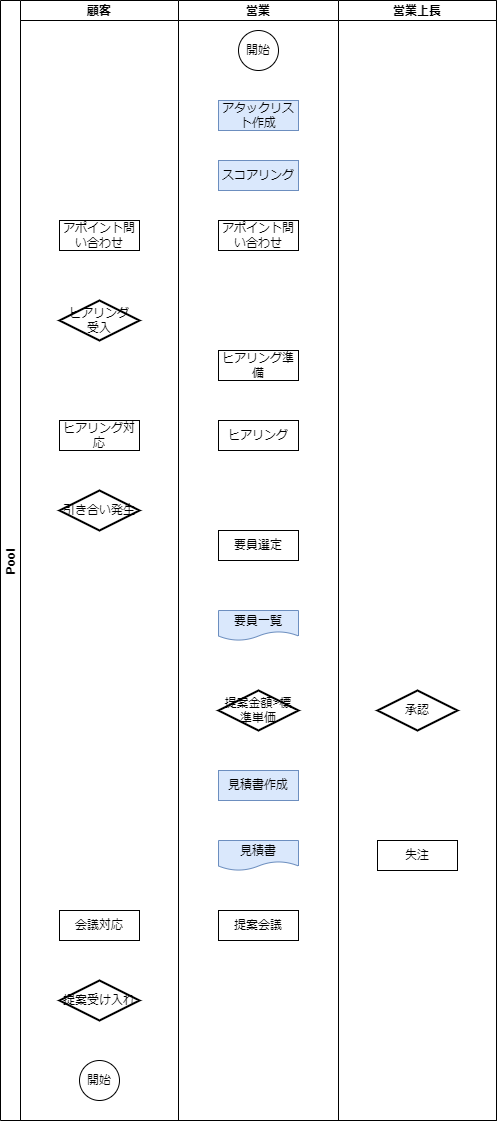 顧客
営業
営業上長
Pool
開始
アタックリス
ト作成
スコアリング
アポイント問
い合わせ
アポイント問
い合わせ
ヒアリング
受入
ヒアリング準
備
ヒアリング対
応
ヒアリング
引き合い発生
要員選定
要員一覧
提案金額>標
準単価
承認
見積書作成
見積書
失注
会議対応
提案会議
提案受け入れ
開始